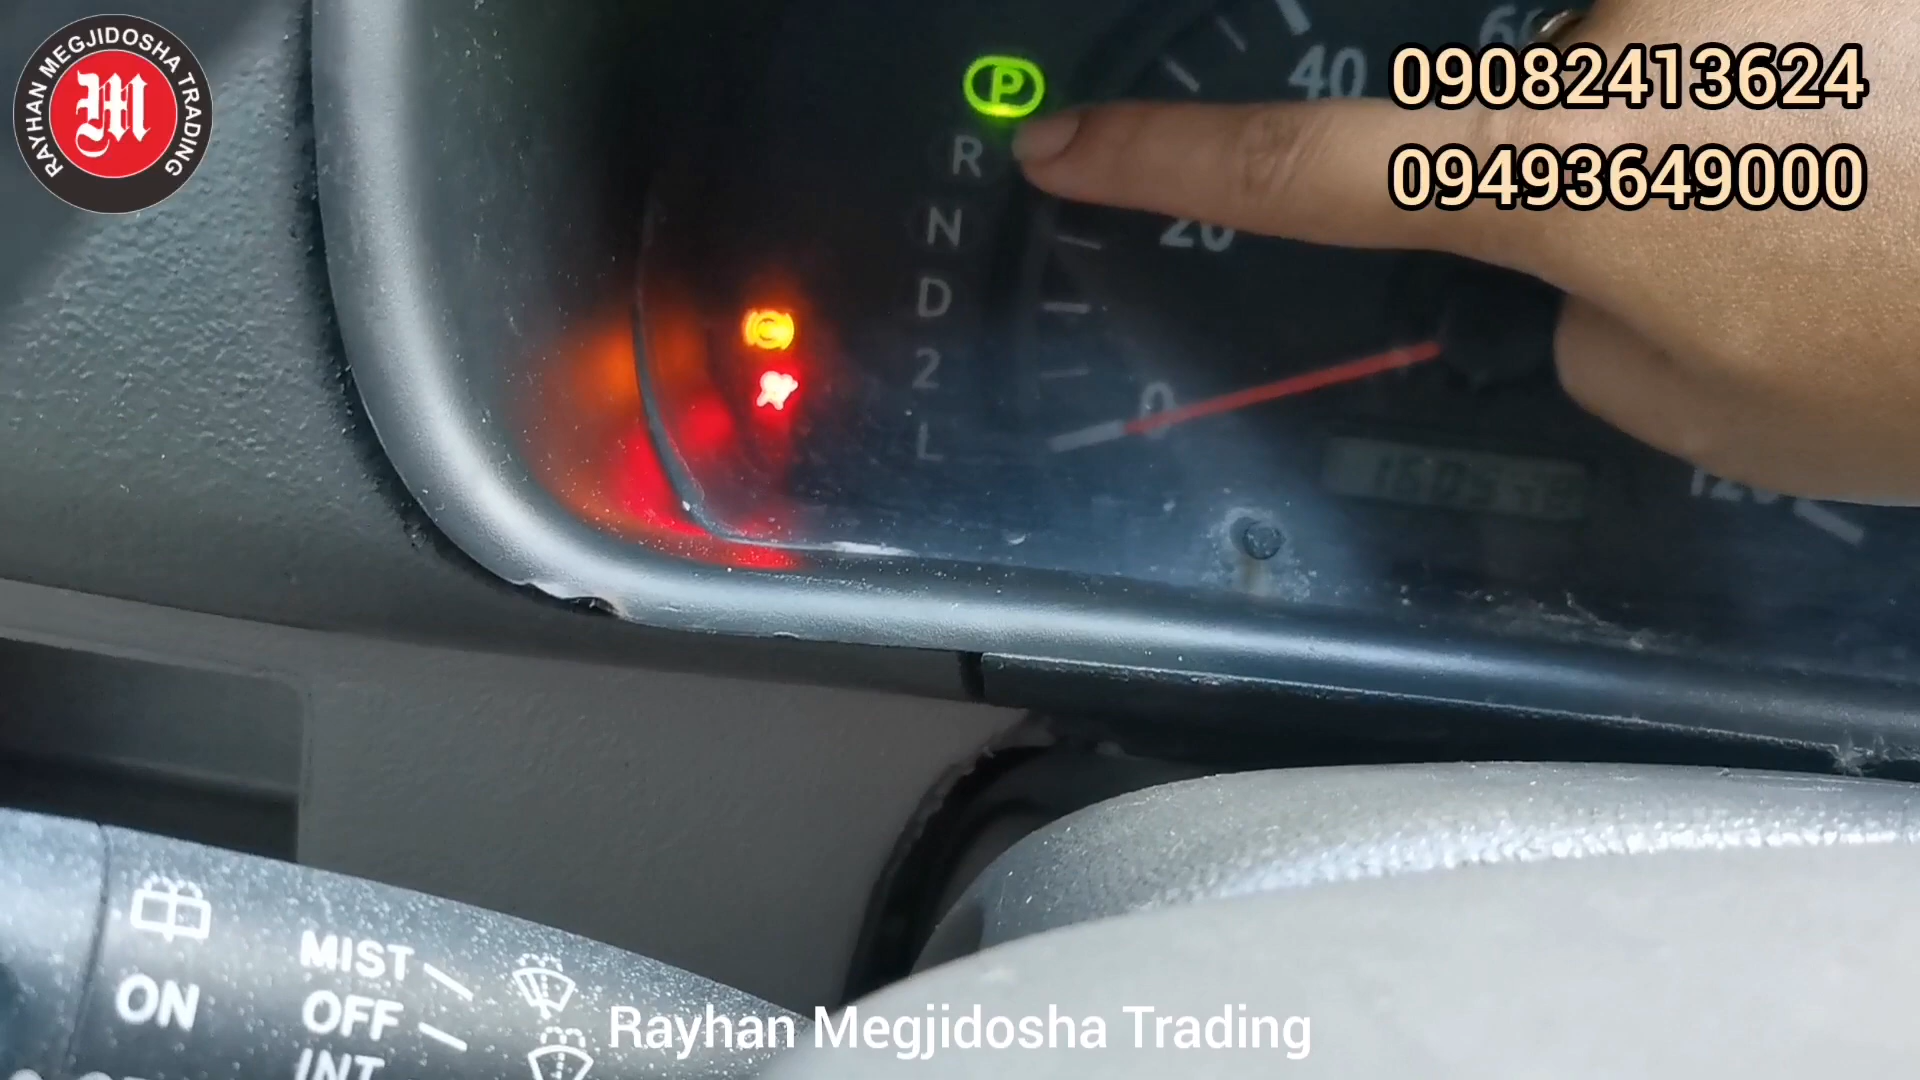 RAYHAN MEGJIDOSHA TRADING
M
09082413624
09493649000
P
R
N
D
2
L
0
20
40
ON
MIST
OFF
INT
Rayhan Megjidosha Trading